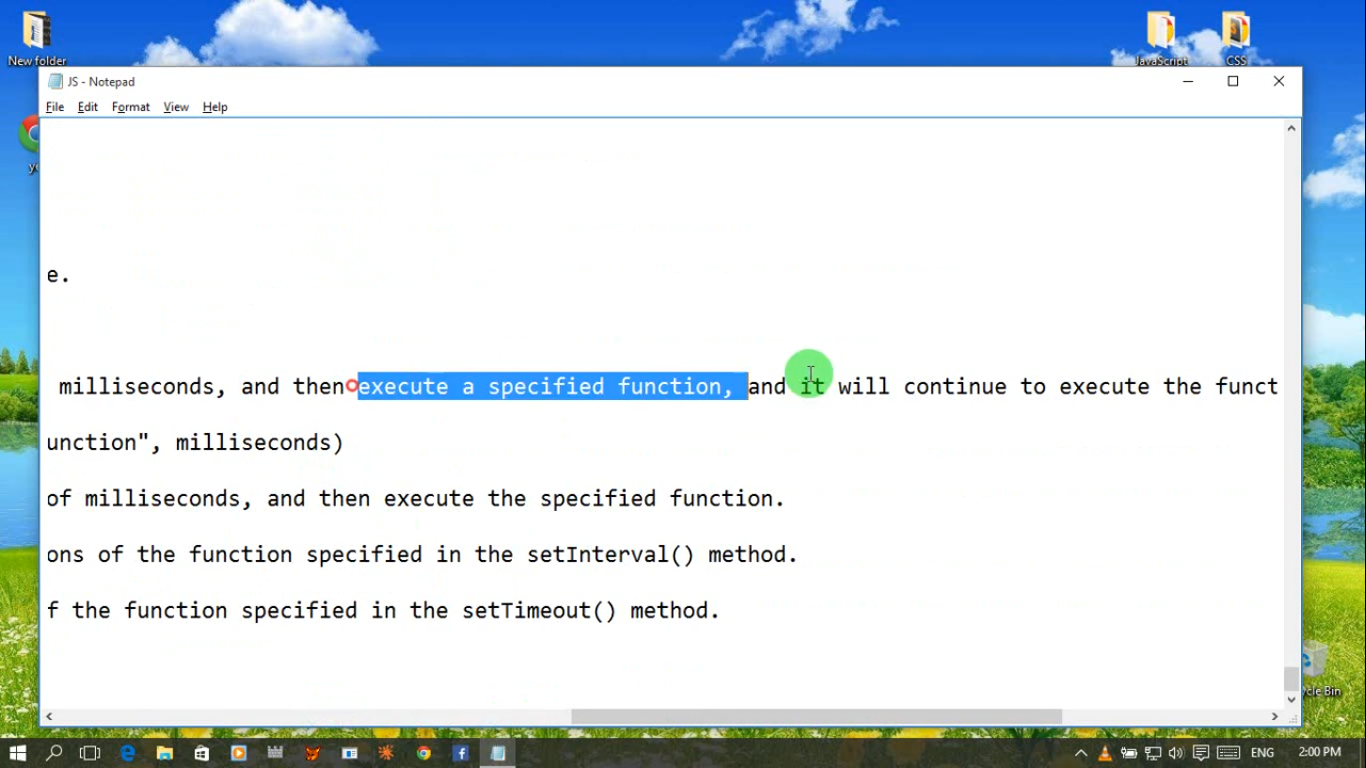 New folder
JavaScript
CSS
JS - Notepad
File Edit Format View Help
e.
milliseconds, and then execute a specified function, and it will continue to execute the funct
unction", milliseconds)
of milliseconds, and then execute the specified function.
ons of the function specified in the setInterval() method.
f the function specified in the setTimeout() method.
ycle Bin
ENG
2:00 PM